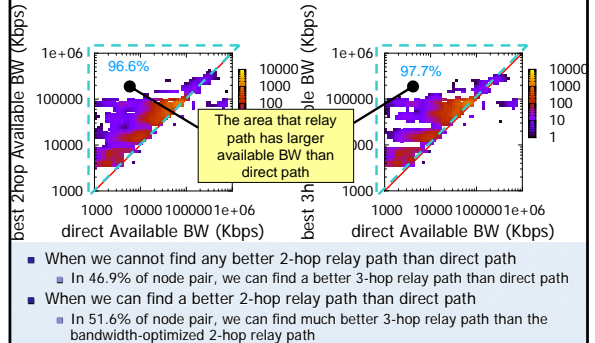 best 2hop Available BW (Kbps)
1e+06
100000
10000
1000
96.6%
1000 10000 100000 1e+06
direct Available BW (Kbps)
10000
1000
100
The area that relay
path has larger
available BW than
direct path
best 3h BW (Kbps)
1e+06
100000
1000
97.7%
1000 10000 100000 1e+06
direct Available BW (Kbps)
10000
1000
100
10
1
When we cannot find any better 2-hop relay path than direct path
In 46.9% of node pair, we can find a better 3-hop relay path than direct path
When we can find a better 2-hop relay path than direct path
In 51.6% of node pair, we can find much better 3-hop relay path than the
bandwidth-optimized 2-hop relay path